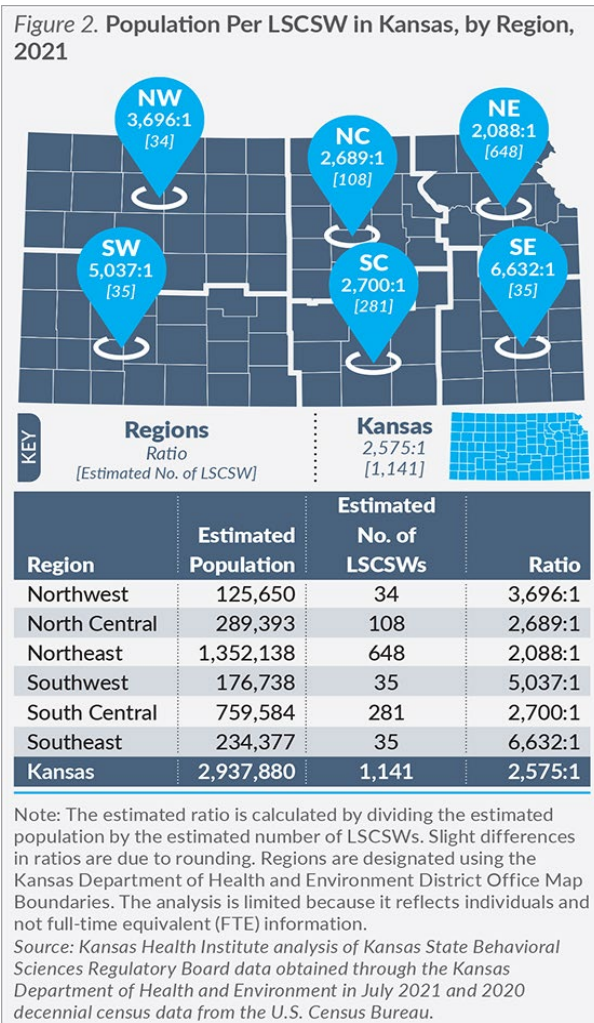 Figure 2. Population Per LSCSW in Kansas, by Region,
2021
NW
3,696:1
[34]
NC
2,689:1
[108]
NE
2,088:1
[648]
SW
5,037:1
[35]
SC
2,700:1
[281]
SE
6,632:1
[35]
KEY
Regions
Ratio
[Estimated No. of LSCSW]
Kansas
2,575:1
[1,141]
Region Estimated Population Estimated No. of LSCSWs Ratio
Northwest 125,650 34 3,696:1
North Central 289,393 108 2,689:1
Northeast 1,352,138 648 2,088:1
Southwest 176,738 35 5,037:1
South Central 759,584 281 2,700:1
Southeast 234,377 35 6,632:1
Kansas 2,937,880 1,141 2,575:1
Note: The estimated ratio is calculated by dividing the estimated
population by the estimated number of LSCSWs. Slight differences
in ratios are due to rounding. Regions are designated using the
Kansas Department of Health and Environment District Office Map
Boundaries. The analysis is limited because it reflects individuals and
not full-time equivalent (FTE) information.
Source: Kansas Health Institute analysis of Kansas State Behavioral
Sciences Regulatory Board data obtained through the Kansas
Department of Health and Environment in July 2021 and 2020
decennial census data from the U.S. Census Bureau.